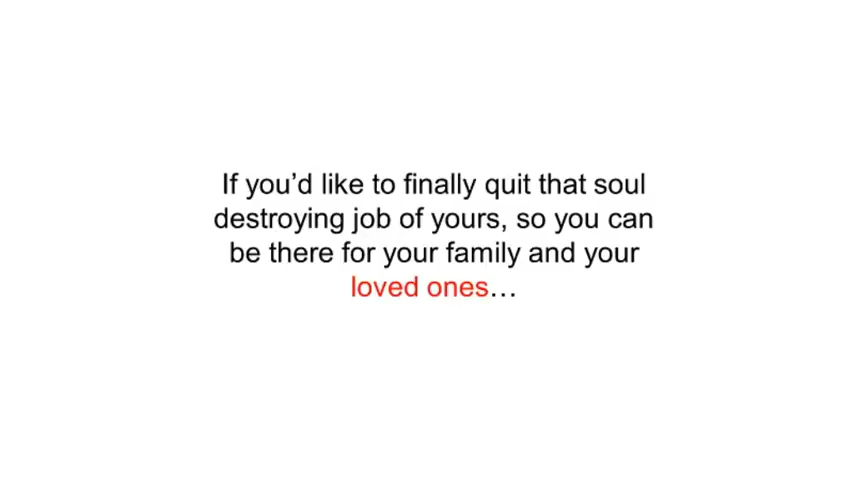 If you’d like to finally quit that soul
destroying job of yours, so you can
be there for your family and your
loved ones…